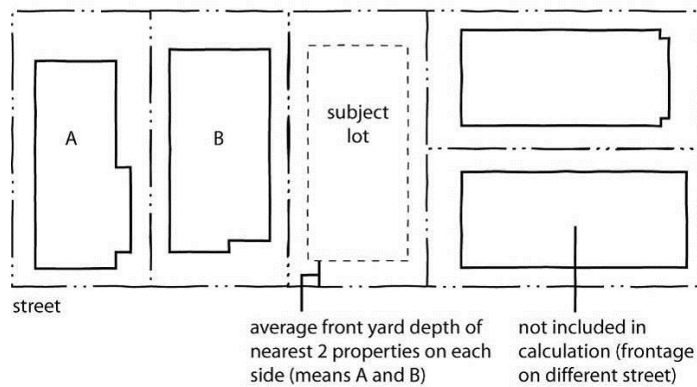 A
B
subject
lot
street
average front yard depth of
nearest 2 properties on each
side (means A and B)
not included in
calculation (frontage
on different street)